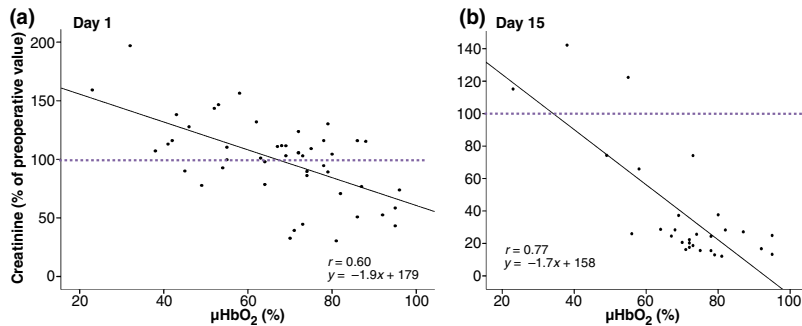 (a) Day 1
Creatinine (% of preoperative value)
200
150
100
50
0
r = 0.60
y = −1.9x + 179
20 40 60 80 100
µHbO₂ (%)
(b) Day 15
140
120
100
80
60
40
20
0
r = 0.77
y = −1.7x + 158
20 40 60 80 100
µHbO₂ (%)